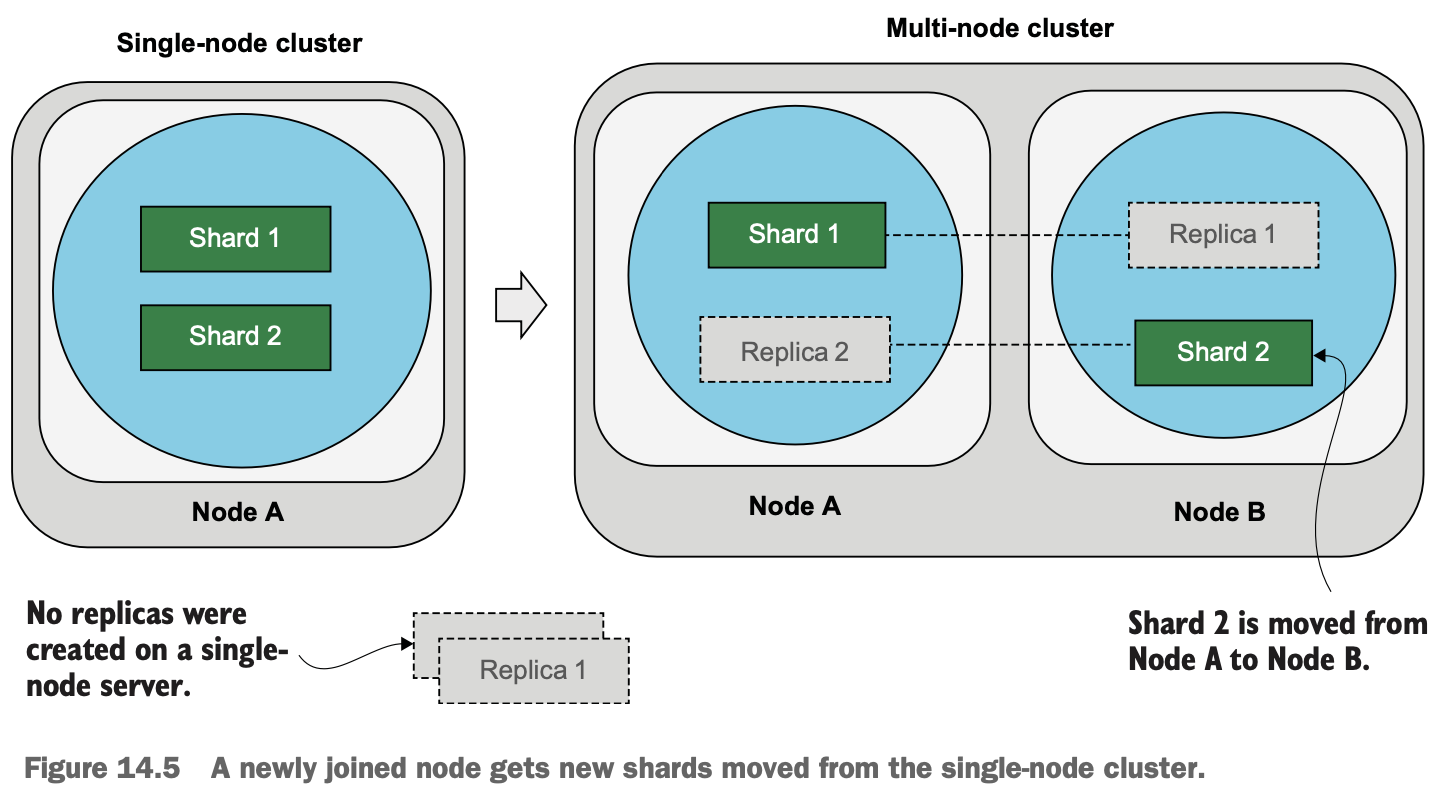 Single-node cluster
Multi-node cluster
Shard 1
Shard 2
Node A
Shard 1
Replica 1
Replica 2
Shard 2
Node A
Node B
No replicas were
created on a single-
node server.
Replica 1
Shard 2 is moved from
Node A to Node B.
Figure 14.5 A newly joined node gets new shards moved from the single-node cluster.